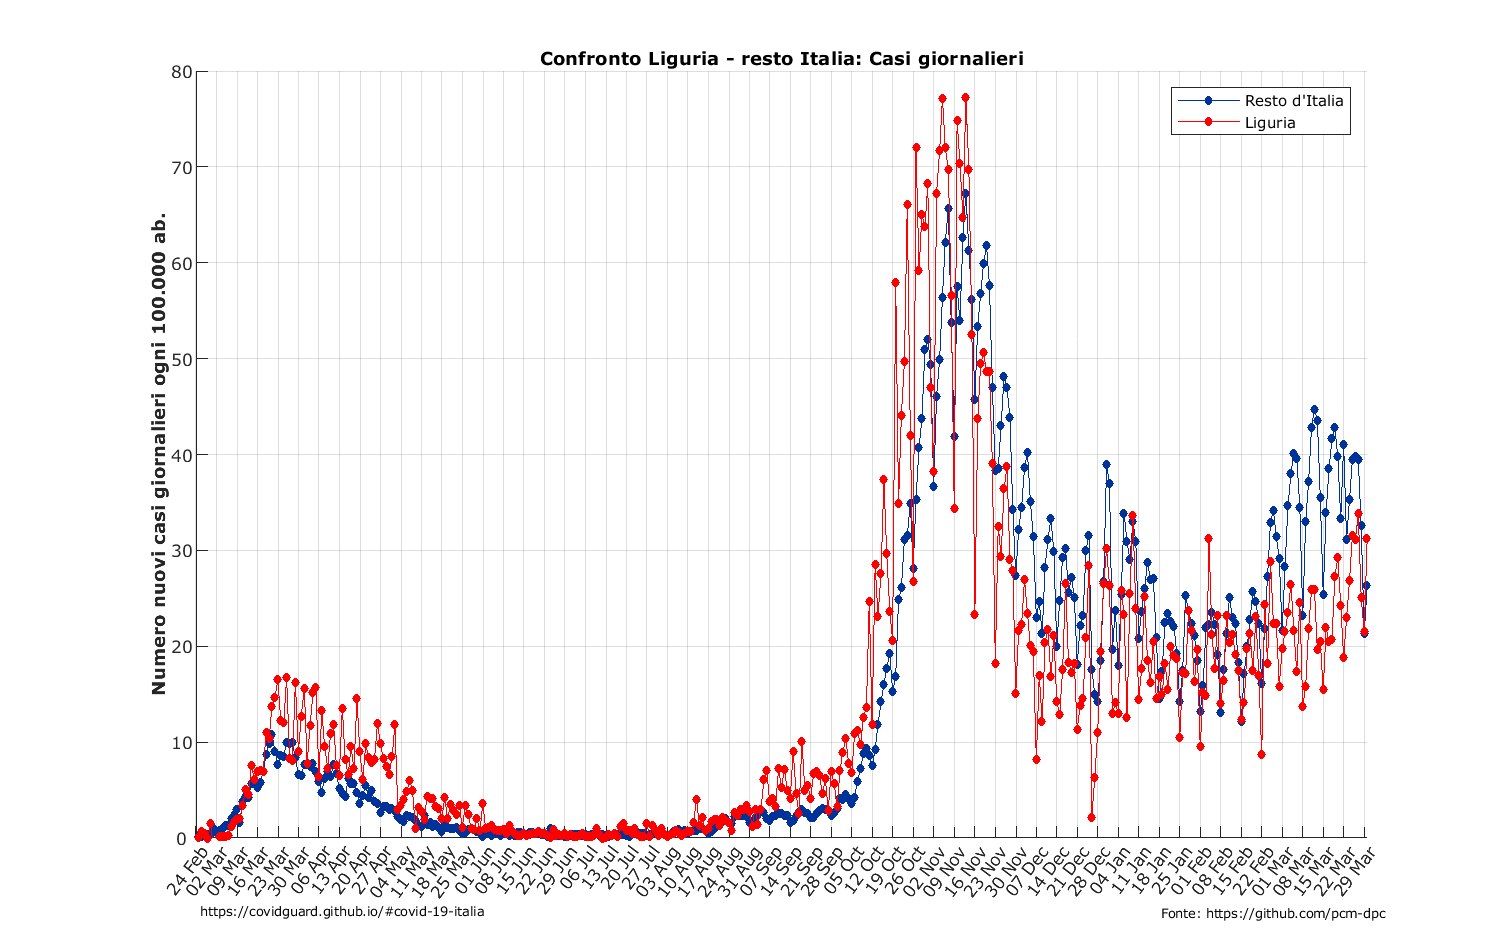 Confronto Liguria - resto Italia: Casi giornalieri
Numero nuovi casi giornalieri ogni 100.000 ab.
80
70
60
50
40
30
20
10
0
Resto d'Italia
Liguria
24 Feb
02 Mar
09 Mar
16 Mar
23 Mar
30 Mar
06 Apr
13 Apr
20 Apr
27 Apr
04 May
11 May
18 May
25 May
01 Jun
08 Jun
15 Jun
22 Jun
29 Jun
06 Jul
13 Jul
20 Jul
27 Jul
03 Aug
10 Aug
17 Aug
24 Aug
31 Aug
07 Sep
14 Sep
21 Sep
28 Sep
05 Oct
12 Oct
19 Oct
26 Oct
02 Nov
09 Nov
16 Nov
23 Nov
30 Nov
07 Dec
14 Dec
21 Dec
28 Dec
04 Jan
11 Jan
18 Jan
25 Jan
01 Feb
08 Feb
15 Feb
22 Feb
01 Mar
08 Mar
15 Mar
22 Mar
29 Mar
https://covidguard.github.io/#covid-19-italia
Fonte: https://github.com/pcm-dpc